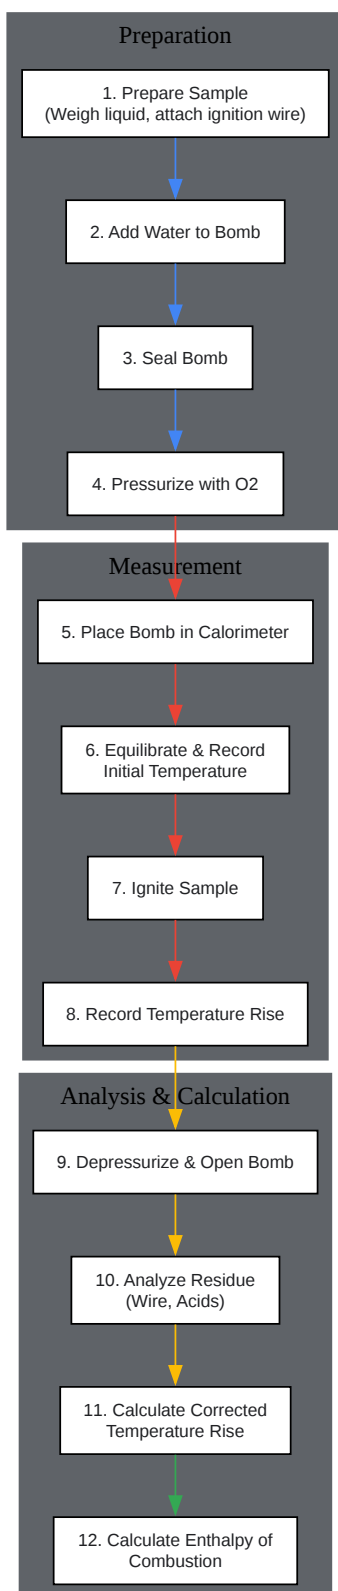 Preparation
1. Prepare Sample
(Weigh liquid, attach ignition wire)
2. Add Water to Bomb
3. Seal Bomb
4. Pressurize with O2
Measurement
5. Place Bomb in Calorimeter
6. Equilibrate & Record
Initial Temperature
7. Ignite Sample
8. Record Temperature Rise
Analysis & Calculation
9. Depressurize & Open Bomb
10. Analyze Residue
(Wire, Acids)
11. Calculate Corrected
Temperature Rise
12. Calculate Enthalpy of
Combustion